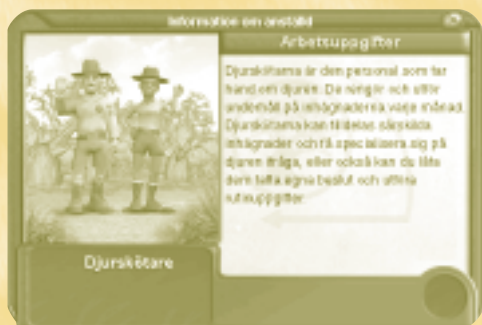 Information om anställd
Arbetsuppgifter
Djurskötarna är den personal som tar
hand om djuren. De rengör och utför
underhåll på inhägnaderna varje månad.
Djurskötarna kan tilldelas särskilda
inhägnader och få specialisera sig på
djuren ifråga, eller också kan du låta
dem fatta egna beslut och utföra
rutinuppgifter.
Djurskötare